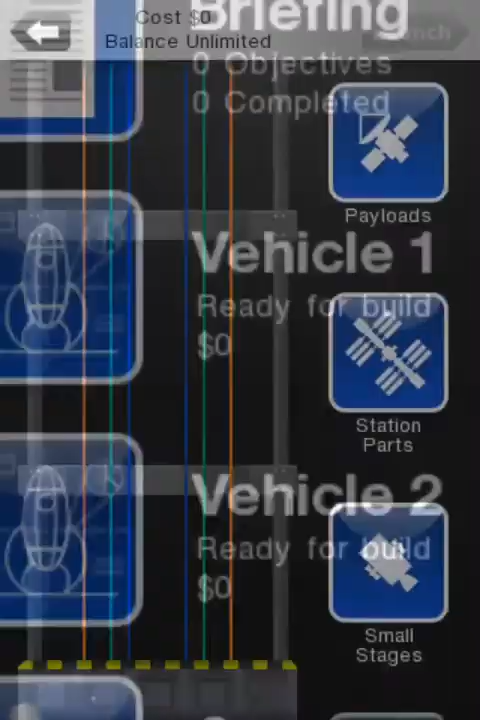 Cost $0
Balance Unlimited
Launch
Briefing
0 Objectives
0 Completed
Payloads
Vehicle 1
Ready for build
$0
Station
Parts
Vehicle 2
Ready for build
$0
Small
Stages